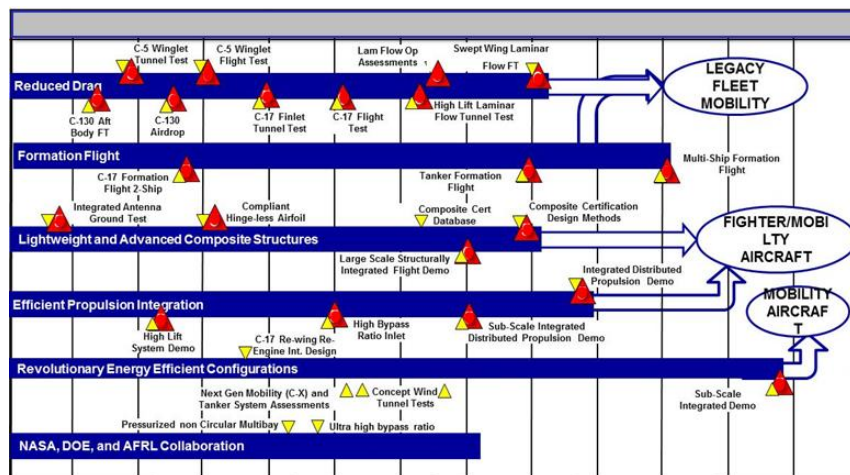 C-5 Winglet
Tunnel Test
C-5 Winglet
Flight Test
Lam Flow Op
Assessments
Swept Wing Laminar
Flow FT
Reduced Drag
LEGACY
FLEET
MOBILITY
C-130 Aft
Body FT
C-130
Airdrop
C-17 Finlet
Tunnel Test
C-17 Flight
Test
High Lift Laminar
Flow Tunnel Test
Formation Flight
C-17 Formation
Flight 2-Ship
Tanker Formation
Flight
Multi-Ship Formation
Flight
Integrated Antenna
Ground Test
Compliant
Hinge-less Airfoil
Composite Cert
Database
Composite Certification
Design Methods
Lightweight and Advanced Composite Structures
FIGHTER/MOBI
LTY
AIRCRAFT
Large Scale Structurally
Integrated Flight Demo
Integrated Distributed
Propulsion Demo
Efficient Propulsion Integration
MOBILITY
AIRCRAF
T
High Lift
System Demo
C-17 Re-wing Re-
Engine Int. Design
High Bypass
Ratio Inlet
Sub-Scale Integrated
Distributed Propulsion Demo
Revolutionary Energy Efficient Configurations
Next Gen Mobility (C-X) and
Tanker System Assessments
Concept Wind
Tunnel Tests
Sub-Scale
Integrated Demo
Pressurized non Circular Multibay
Ultra high bypass ratio
NASA, DOE, and AFRL Collaboration